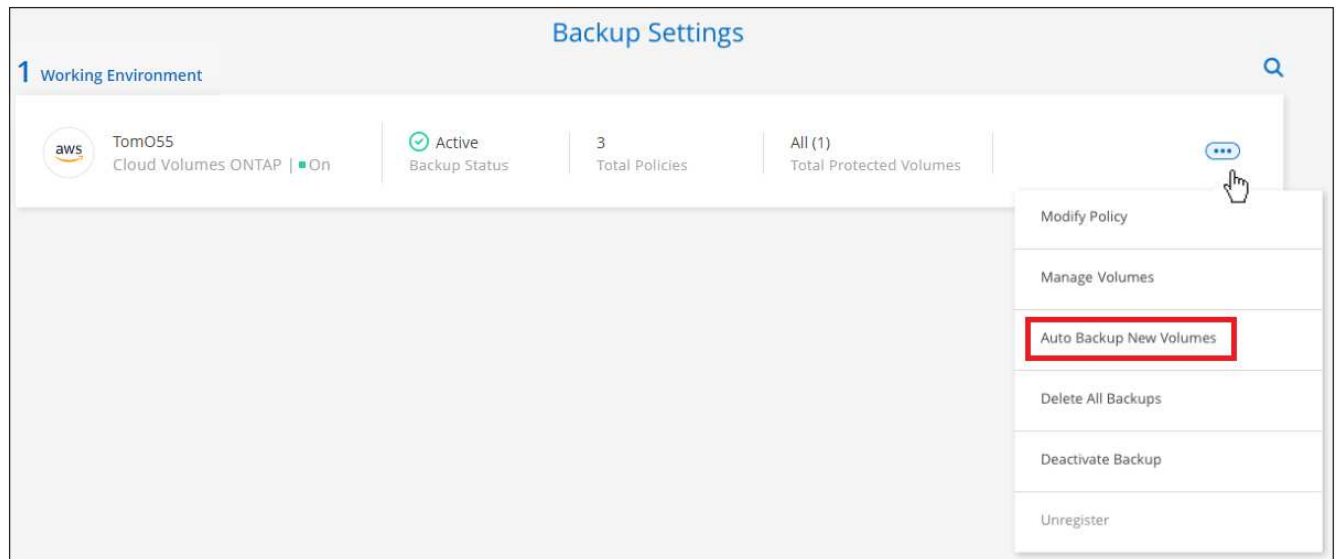 Backup Settings
1 Working Environment
aws
TomO55
Cloud Volumes ONTAP | On
Active
Backup Status
3
Total Policies
All (1)
Total Protected Volumes
Modify Policy
Manage Volumes
Auto Backup New Volumes
Delete All Backups
Deactivate Backup
Unregister